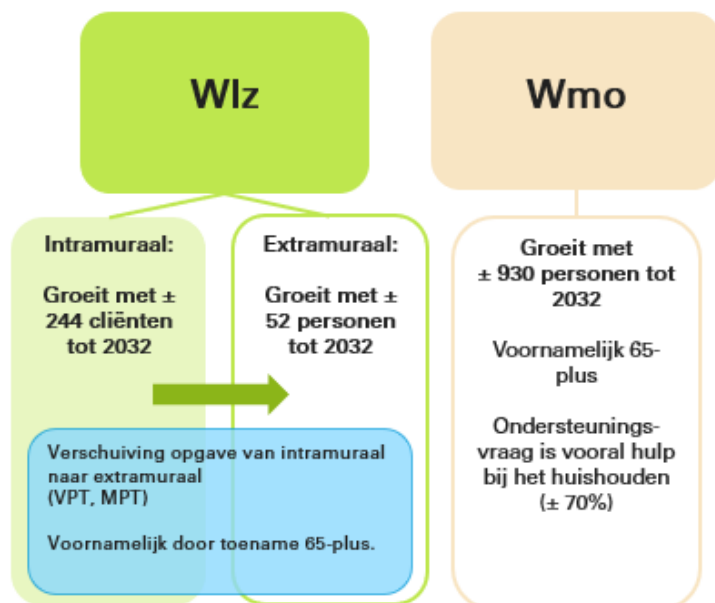 Wlz
Wmo
Intramuraal:
Groeit met ±
244 cliënten
tot 2032
Extramuraal:
Groeit met ±
52 personen
tot 2032
Verschuiving opgave van intramuraal
naar extramuraal
(VPT, MPT)
Voornamelijk door toename 65-plus.
Groeit met
± 930 personen tot
2032
Voornamelijk 65-
plus
Ondersteunings-
vraag is vooral hulp
bij het huishouden
(± 70%)